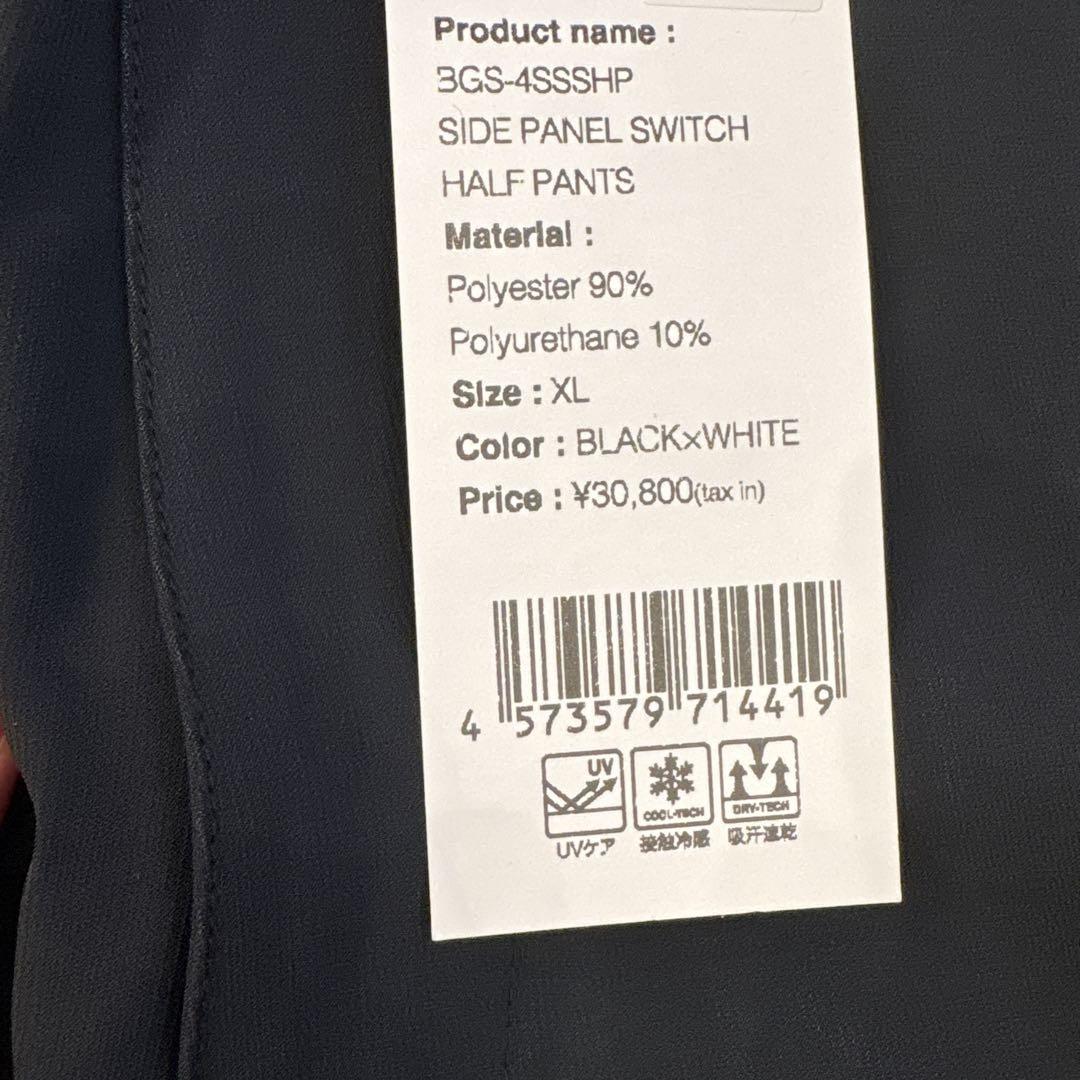 Product name :
BGS-4SSSHP
SIDE PANEL SWITCH
HALF PANTS
Material :
Polyester 90%
Polyurethane 10%
Size : XL
Color : BLACK×WHITE
Price : ¥30,800(tax in)
4 573579 714419
UV
COOL-TECH
DRY-TECH
UVケア 接触冷感 吸汗速乾